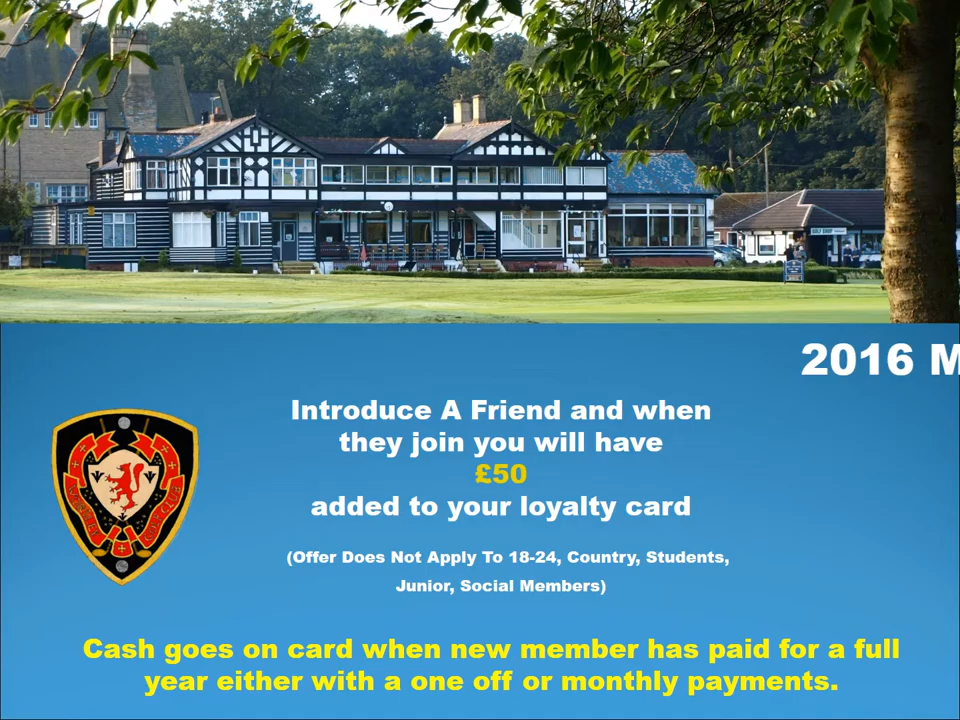 GOLF SHOP
2016 M
Introduce A Friend and when
they join you will have
£50
added to your loyalty card
(Offer Does Not Apply To 18-24, Country, Students,
Junior, Social Members)
Cash goes on card when new member has paid for a full
year either with a one off or monthly payments.